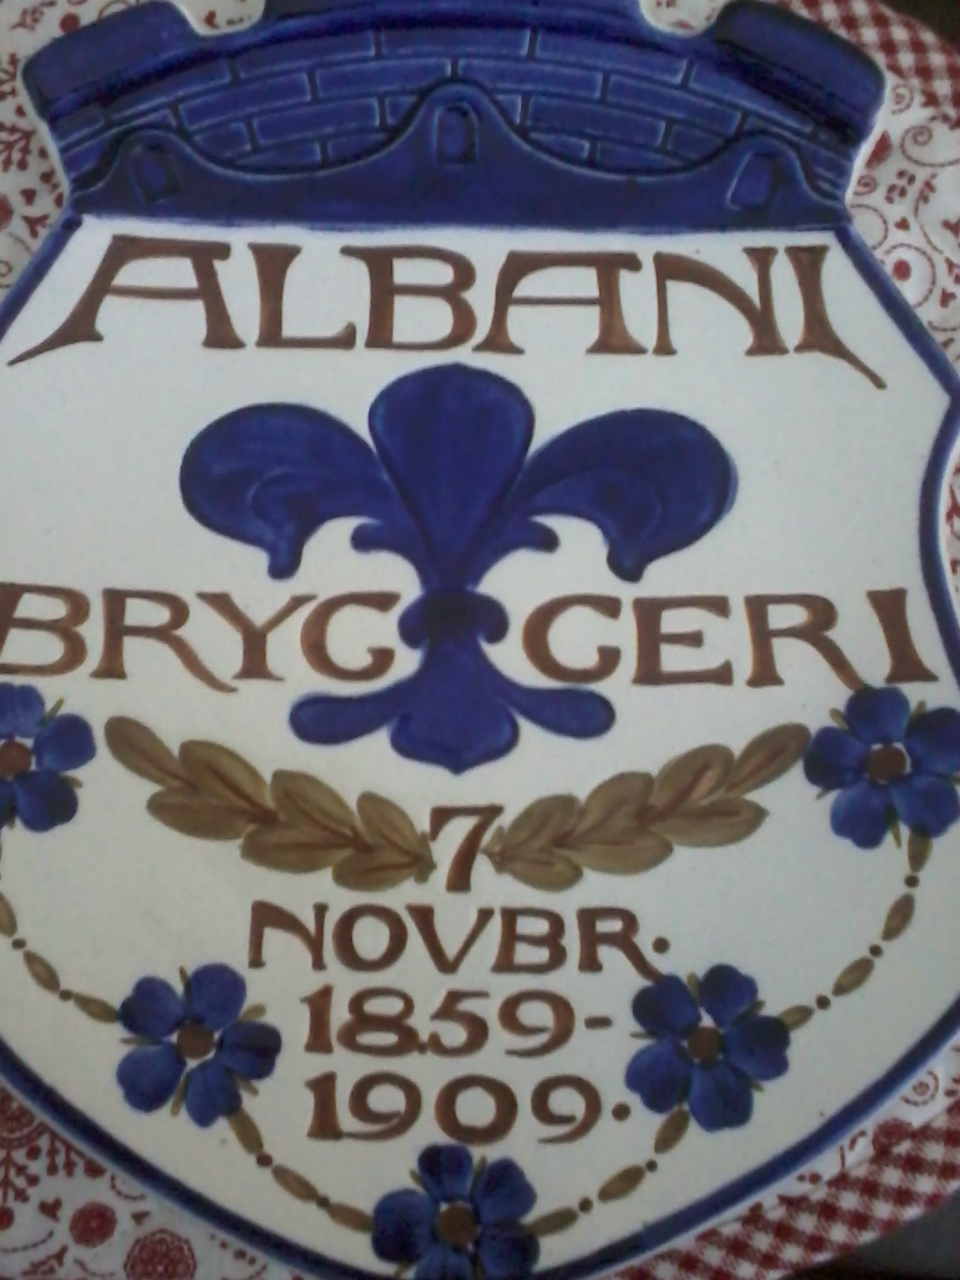 ALBANI
BRYGGERI
7
NOVBR.
1859-
1909.